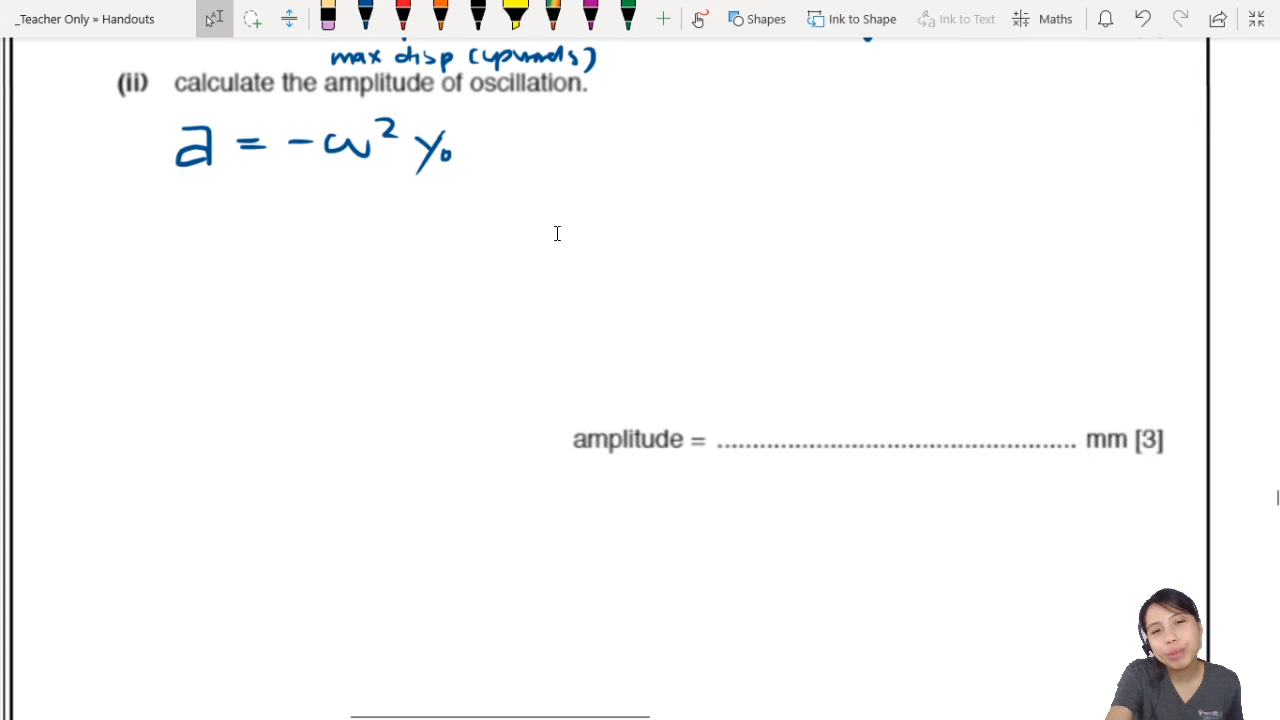 _Teacher Only » Handouts
Shapes
Ink to Shape
Ink to Text
Maths
max disp (upwards)
(ii) calculate the amplitude of oscillation.
a = -ω² y₀
amplitude = .................................................. mm [3]